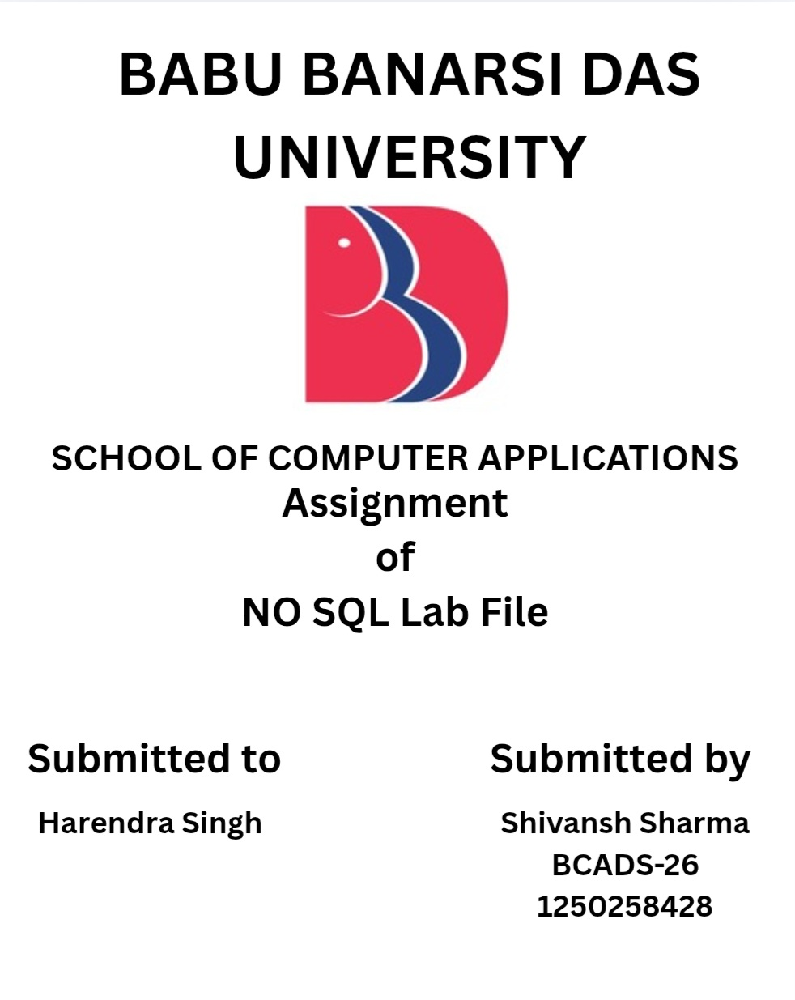 BABU BANARSI DAS
UNIVERSITY
SCHOOL OF COMPUTER APPLICATIONS
Assignment
of
NO SQL Lab File
Submitted to
Harendra Singh
Submitted by
Shivansh Sharma
BCADS-26
1250258428